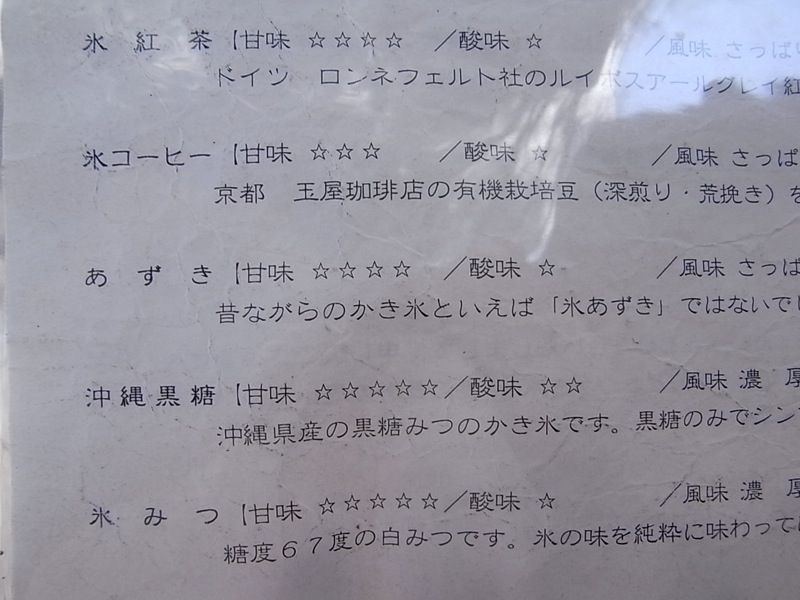 氷紅茶 【甘味 ☆☆☆☆ ／酸味 ☆ ／風味 さっぱ
ドイツ ロンネフェルト社のルイボスアールグレイ紅
氷コーヒー 【甘味 ☆☆☆ ／酸味 ☆ ／風味 さっぱ
京都 玉屋珈琲店の有機栽培豆（深煎り・荒挽き）を
あずき 【甘味 ☆☆☆☆ ／酸味 ☆ ／風味 さっぱ
昔ながらのかき氷といえば「氷あずき」ではないでし
沖縄黒糖 【甘味 ☆☆☆☆☆／酸味 ☆☆ ／風味 濃厚
沖縄県産の黒糖みつのかき氷です。黒糖のみでシン
氷みつ 【甘味 ☆☆☆☆☆／酸味 ☆ ／風味 濃厚
糖度６７度の白みつです。氷の味を純粋に味わって